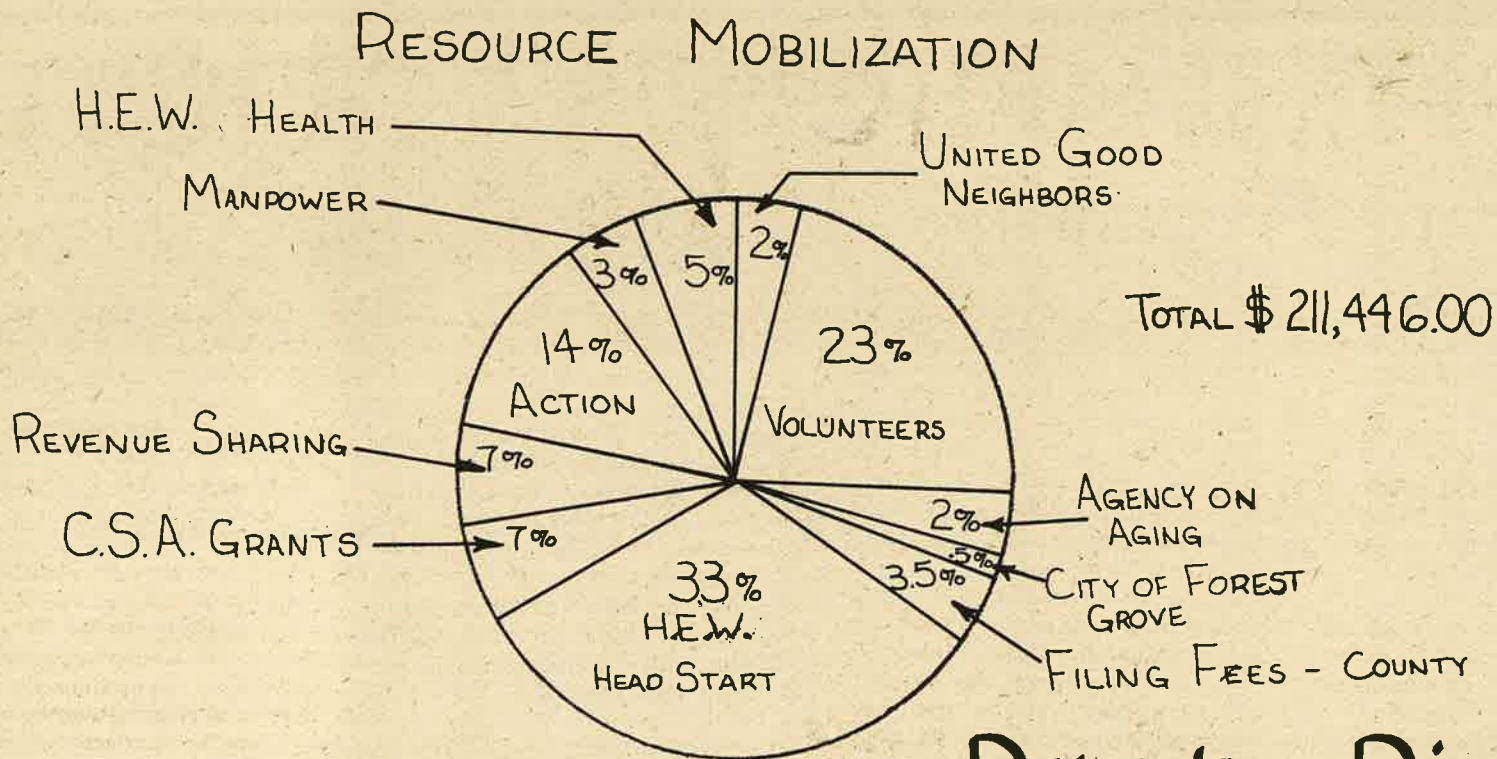 RESOURCE MOBILIZATION
H.E.W. HEALTH
UNITED GOOD
NEIGHBORS
MANPOWER
3%
5%
2%
TOTAL $ 211,446.00
14%
ACTION
23%
VOLUNTEERS
REVENUE SHARING
7%
C.S.A. GRANTS
7%
2%
AGENCY ON
AGING
.5%
CITY OF FOREST
GROVE
3.5%
FILING FEES - COUNTY
33%
H.E.W.
HEAD START